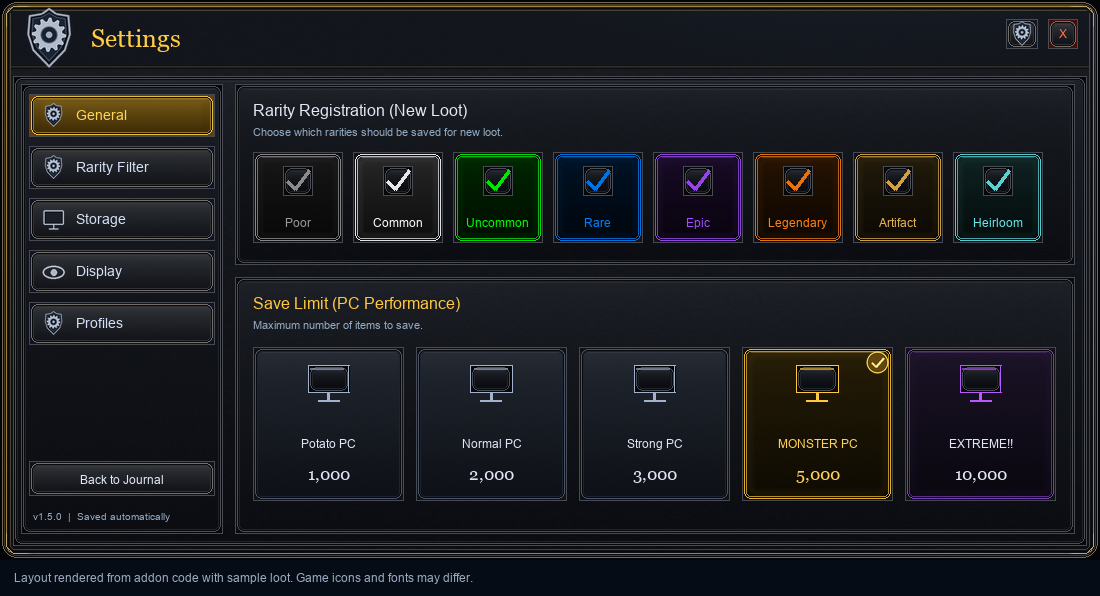 Settings
X
General
Rarity Filter
Storage
Display
Profiles
Back to Journal
v1.5.0 | Saved automatically
Rarity Registration (New Loot)
Choose which rarities should be saved for new loot.
Poor
Common
Uncommon
Rare
Epic
Legendary
Artifact
Heirloom
Save Limit (PC Performance)
Maximum number of items to save.
Potato PC
1,000
Normal PC
2,000
Strong PC
3,000
MONSTER PC
5,000
EXTREME!!
10,000
Layout rendered from addon code with sample loot. Game icons and fonts may differ.